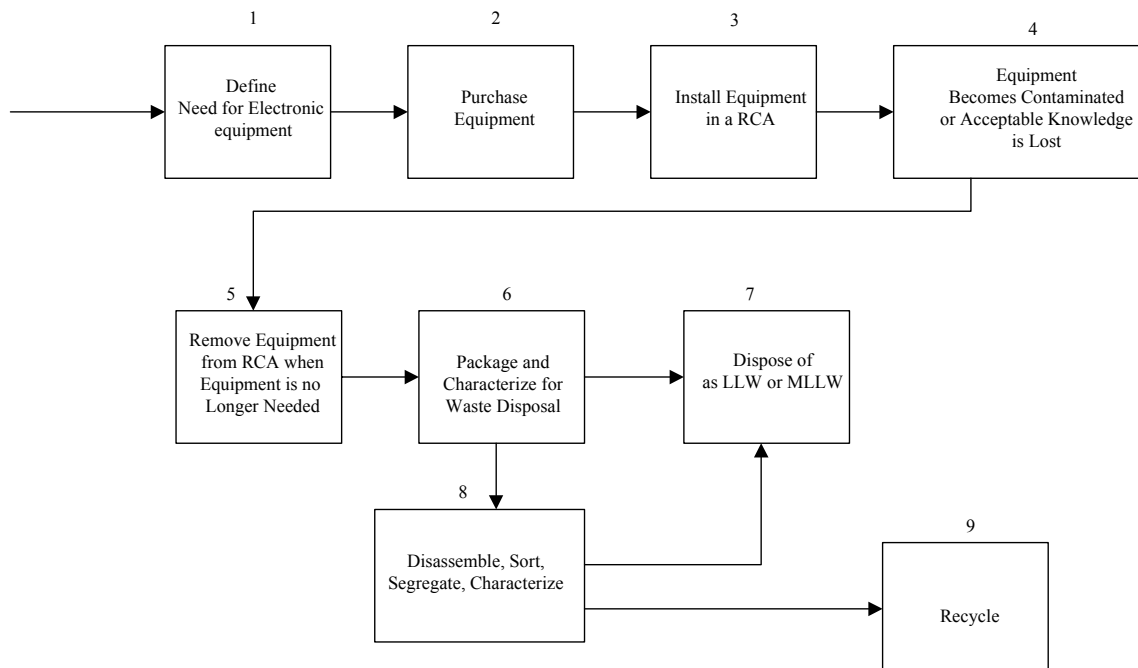 1
Define
Need for Electronic
equipment
2
Purchase
Equipment
3
Install Equipment
in a RCA
4
Equipment
Becomes Contaminated
or Acceptable Knowledge
is Lost
5
Remove Equipment
from RCA when
Equipment is no
Longer Needed
6
Package and
Characterize for
Waste Disposal
7
Dispose of
as LLW or MLLW
8
Disassemble, Sort,
Segregate, Characterize
9
Recycle